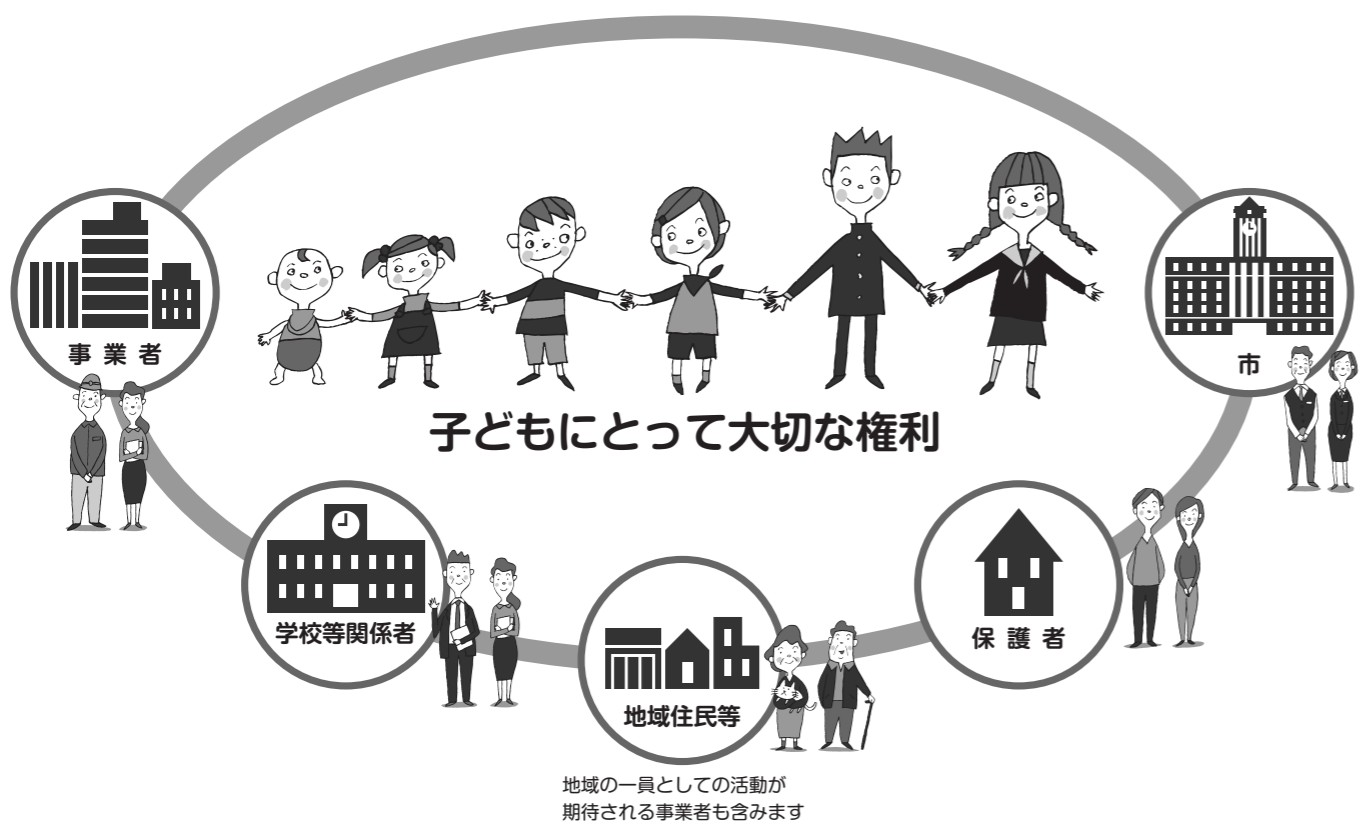 事業者
市
子どもにとって大切な権利
学校等関係者
保護者
地域住民等
地域の一員としての活動が
期待される事業者も含みます